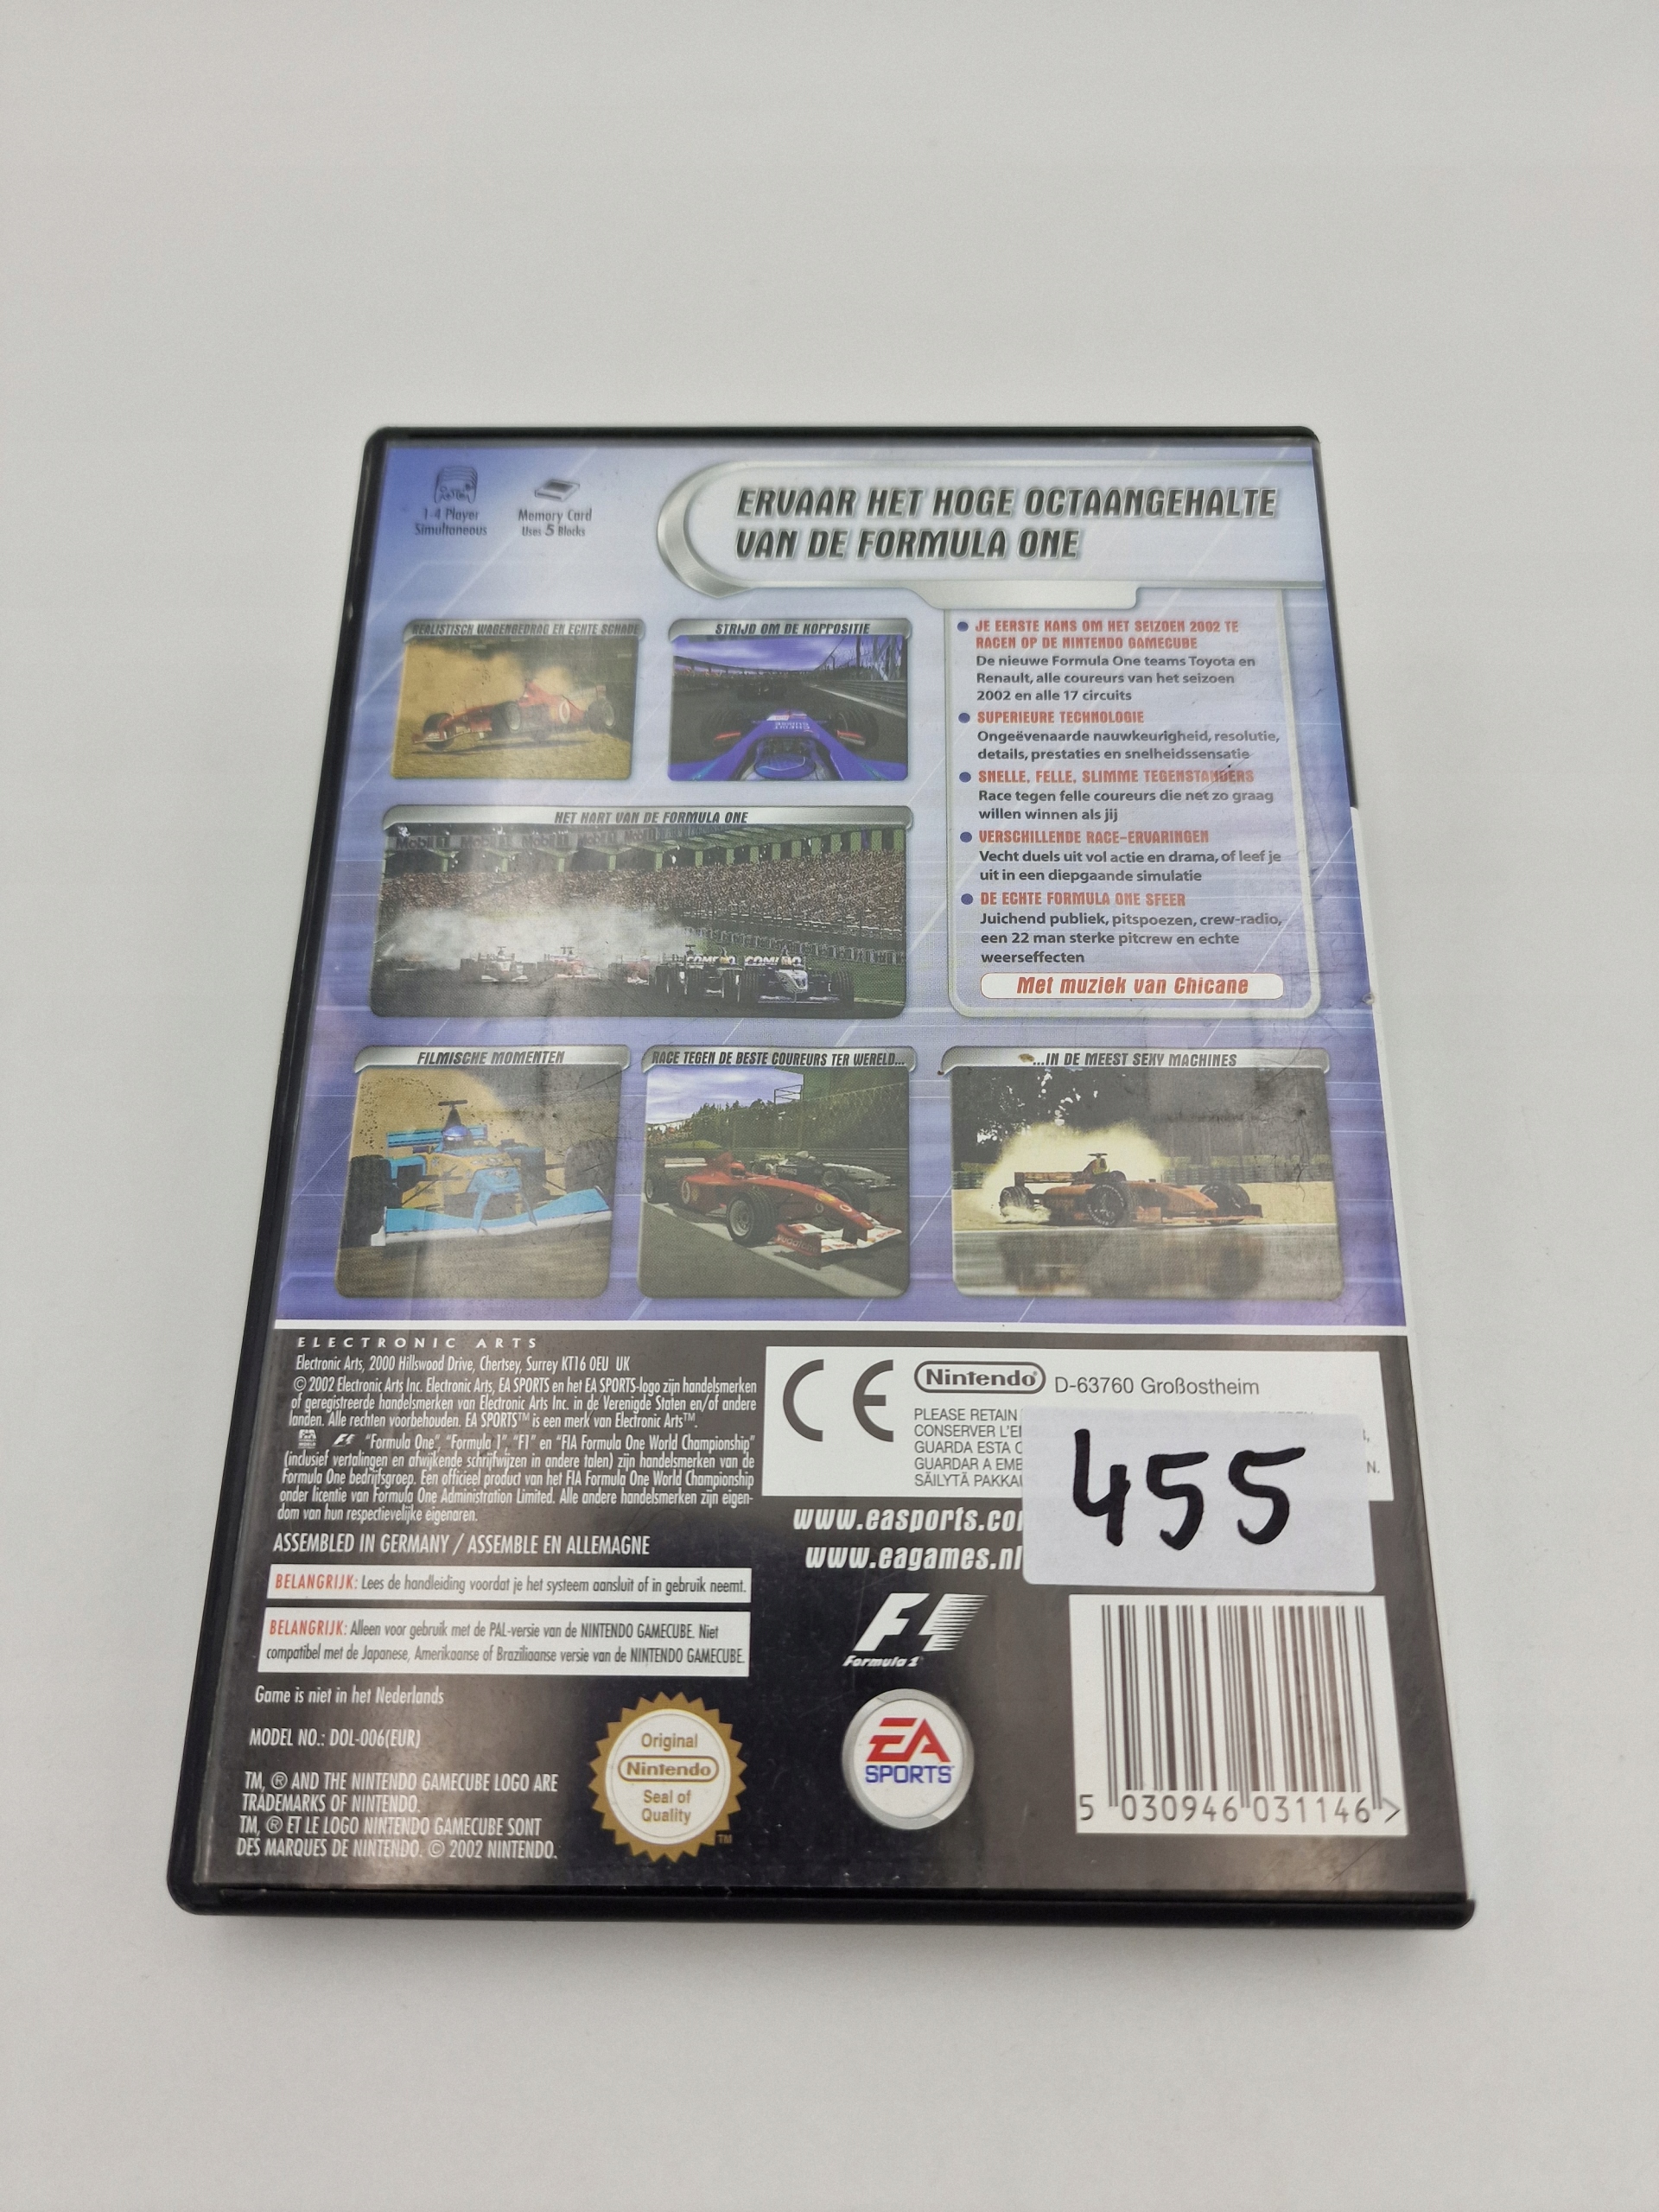 1-4 Player
Simultaneous
Memory Card
Uses 5 Blocks
ERVAAR HET HOGE OCTAANGEHALTE
VAN DE FORMULA ONE
REALISTISCH WAGENGEDRAG EN ECHTE SCHADE
STRIJD OM DE KOPPOSITIE
JE EERSTE KANS OM HET SEIZOEN 2002 TE
RACEN OP DE NINTENDO GAMECUBE
De nieuwe Formula One teams Toyota en
Renault, alle coureurs van het seizoen
2002 en alle 17 circuits
SUPERIEURE TECHNOLOGIE
Ongeëvenaarde nauwkeurigheid, resolutie,
details, prestaties en snelheidssensatie
SNELLE, FELLE, SLIMME TEGENSTANDERS
Race tegen felle coureurs die net zo graag
willen winnen als jij
VERSCHILLENDE RACE-ERVARINGEN
Vecht duels uit vol actie en drama, of leef je
uit in een diepgaande simulatie
DE ECHTE FORMULA ONE SFEER
Juichend publiek, pitspoezen, crew-radio,
een 22 man sterke pitcrew en echte
weerseffecten
Met muziek van Chicane
HET HART VAN DE FORMULA ONE
FILMISCHE MOMENTEN
RACE TEGEN DE BESTE COUREURS TER WERELD...
...IN DE MEEST SEXY MACHINES
ELECTRONIC ARTS
Electronic Arts, 2000 Hillswood Drive, Chertsey, Surrey KT16 0EU UK
© 2002 Electronic Arts Inc. Electronic Arts, EA SPORTS en het EA SPORTS-logo zijn handelsmerken
of geregistreerde handelsmerken van Electronic Arts Inc. in de Verenigde Staten en/of andere
landen. Alle rechten voorbehouden. EA SPORTS™ is een merk van Electronic Arts™.
"Formula One", "Formula 1", "F1" en "FIA Formula One World Championship"
(inclusief vertalingen en afwijkende schrijfwijzen in andere talen) zijn handelsmerken van de
Formula One bedrijfsgroep. Een officieel product van het FIA Formula One World Championship
onder licentie van Formula One Administration Limited. Alle andere handelsmerken zijn eigen-
dom van hun respectievelijke eigenaren.
ASSEMBLED IN GERMANY / ASSEMBLE EN ALLEMAGNE
BELANGRIJK: Lees de handleiding voordat je het systeem aansluit of in gebruik neemt.
BELANGRIJK: Alleen voor gebruik met de PAL-versie van de NINTENDO GAMECUBE. Niet
compatibel met de Japanese, Amerikaanse of Braziliaanse versie van de NINTENDO GAMECUBE.
Game is niet in het Nederlands
MODEL NO.: DOL-006(EUR)
TM, ® AND THE NINTENDO GAMECUBE LOGO ARE
TRADEMARKS OF NINTENDO.
TM, ® ET LE LOGO NINTENDO GAMECUBE SONT
DES MARQUES DE NINTENDO. © 2002 NINTENDO.
Original
Nintendo
Seal of
Quality
TM
CE
Nintendo® D-63760 Großostheim
PLEASE RETAIN
CONSERVER L'E
GUARDA ESTA
GUARDAR A EMB
SÄILYTÄ PAKKA
N.
455
www.easports.co
www.eagames.nl
F1
Formula 1
EA
SPORTS
5 030946 031146 >